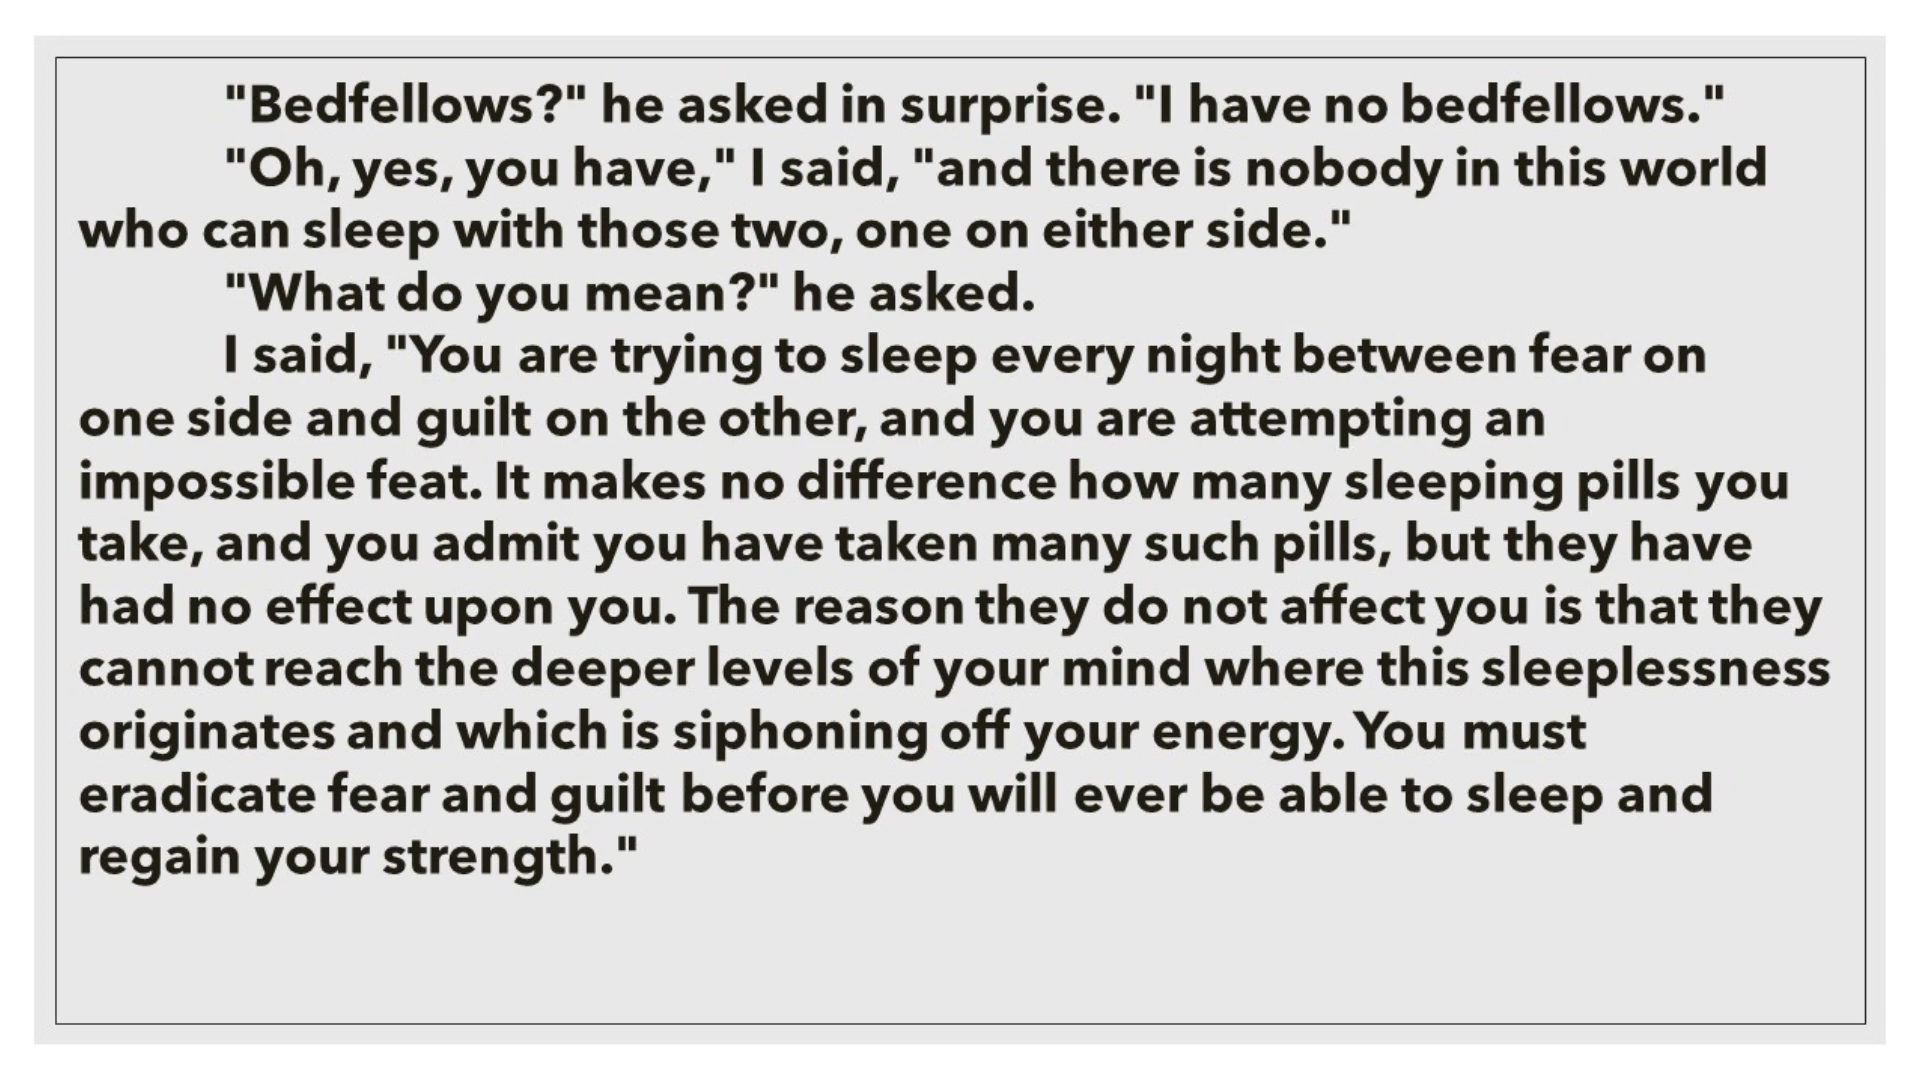 "Bedfellows?" he asked in surprise. "I have no bedfellows."
"Oh, yes, you have," I said, "and there is nobody in this world
who can sleep with those two, one on either side."
"What do you mean?" he asked.
I said, "You are trying to sleep every night between fear on
one side and guilt on the other, and you are attempting an
impossible feat. It makes no difference how many sleeping pills you
take, and you admit you have taken many such pills, but they have
had no effect upon you. The reason they do not affect you is that they
cannot reach the deeper levels of your mind where this sleeplessness
originates and which is siphoning off your energy. You must
eradicate fear and guilt before you will ever be able to sleep and
regain your strength."